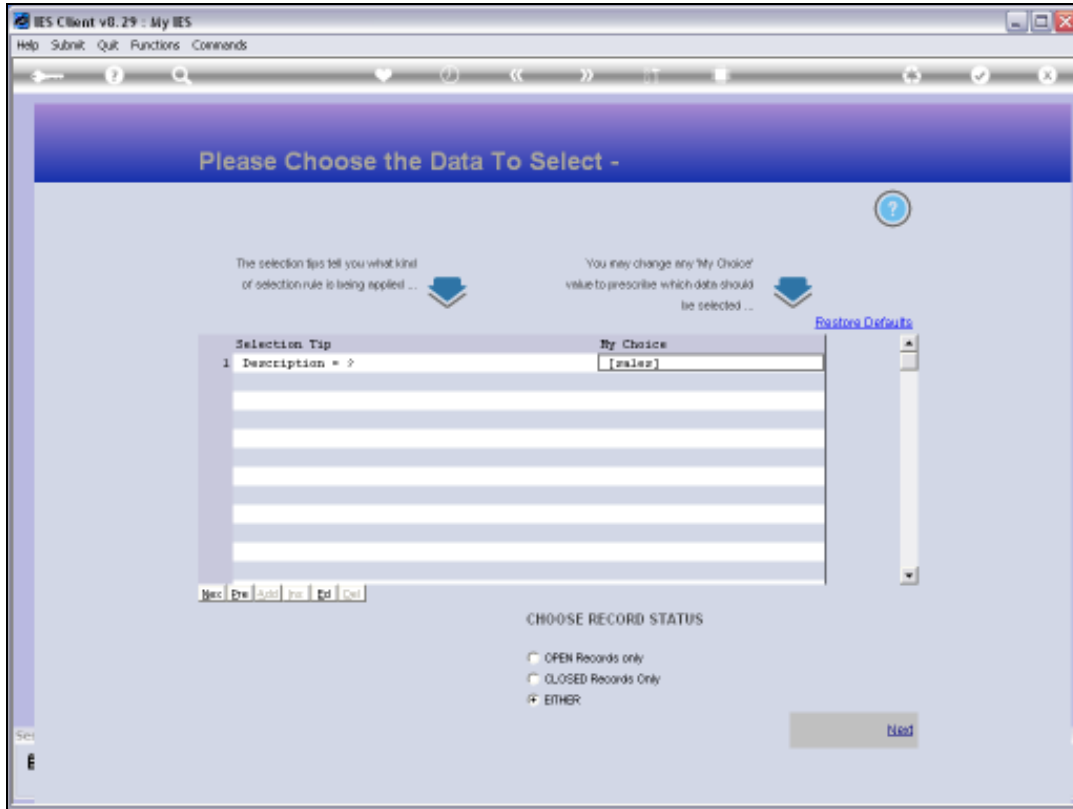 IES Client v8.29 : My IES
Help Submit Quit Functions Commands
Please Choose the Data To Select -
The selection tips tell you what kind
of selection rule is being applied ...
You may change any 'My Choice'
value to prescribe which data should
be selected ...
Restore Defaults
Selection Tip My Choice
1 Description = ? [sales]
Nex Pre Add Ins Ed Del
CHOOSE RECORD STATUS
OPEN Records only
CLOSED Records Only
EITHER
Next